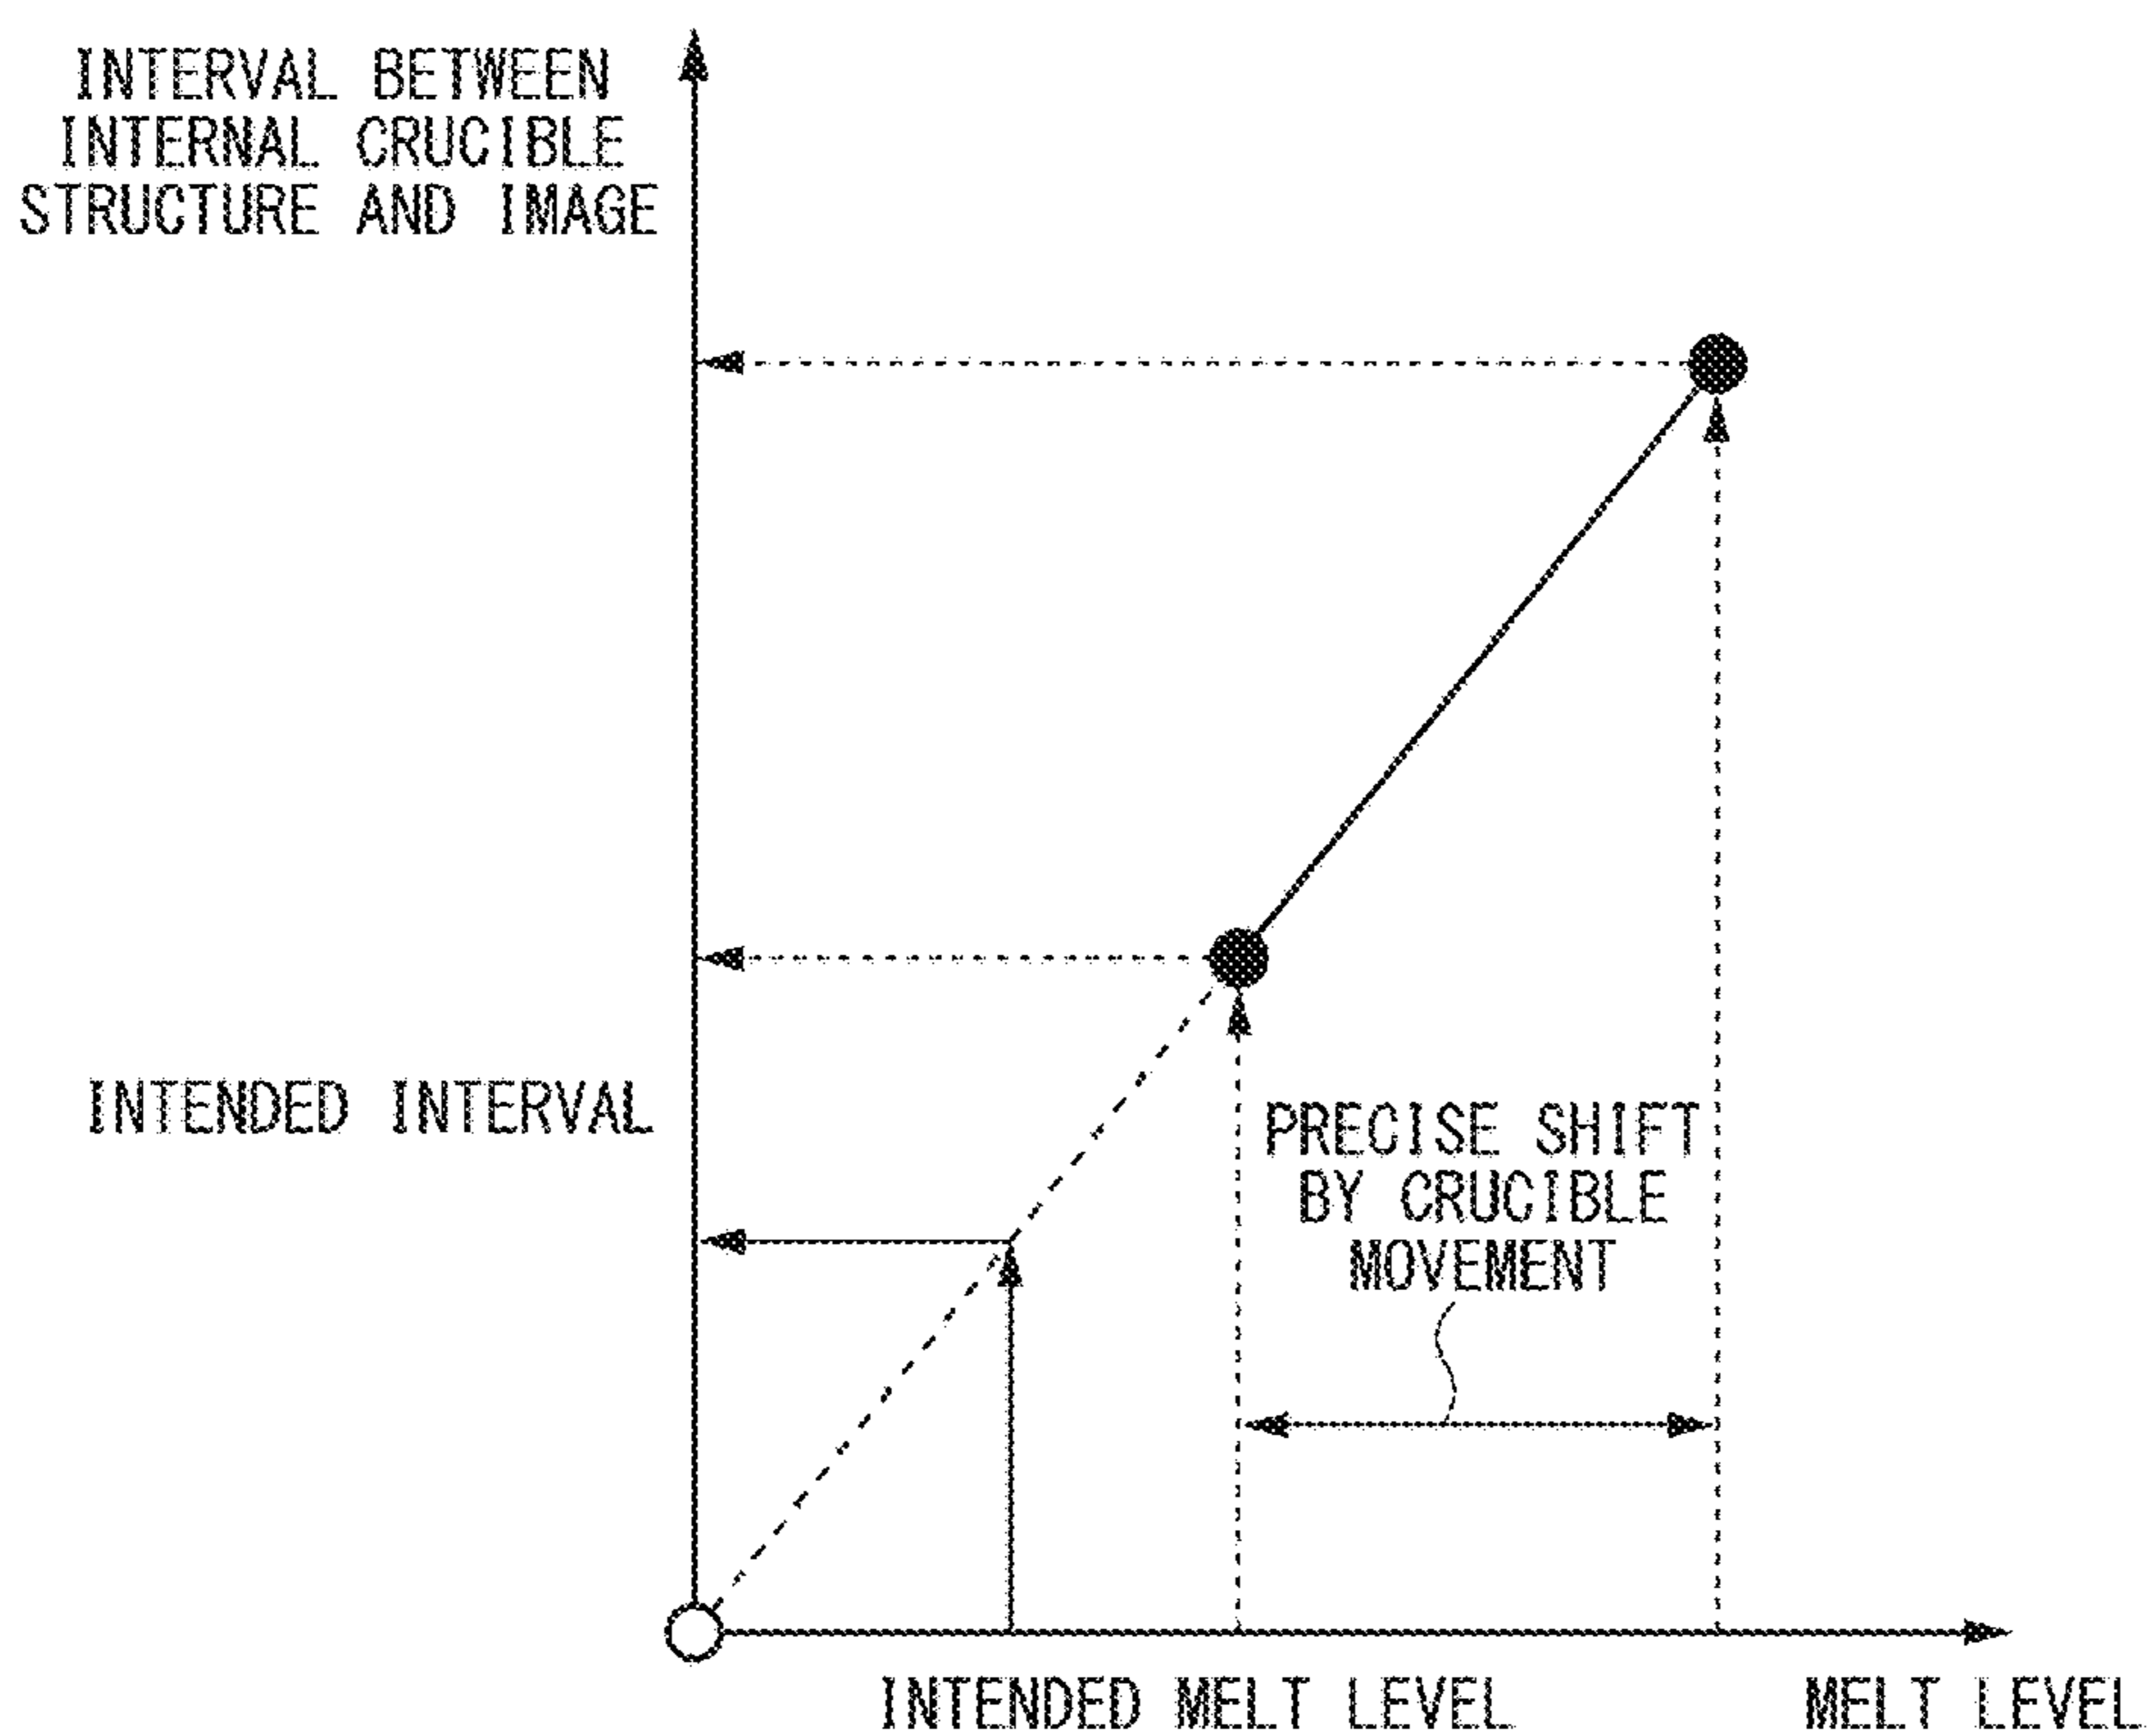 INTERVAL BETWEEN
INTERNAL CRUCIBLE
STRUCTURE AND IMAGE
INTENDED INTERVAL
PRECISE SHIFT
BY CRUCIBLE
MOVEMENT
INTENDED MELT LEVEL
MELT LEVEL